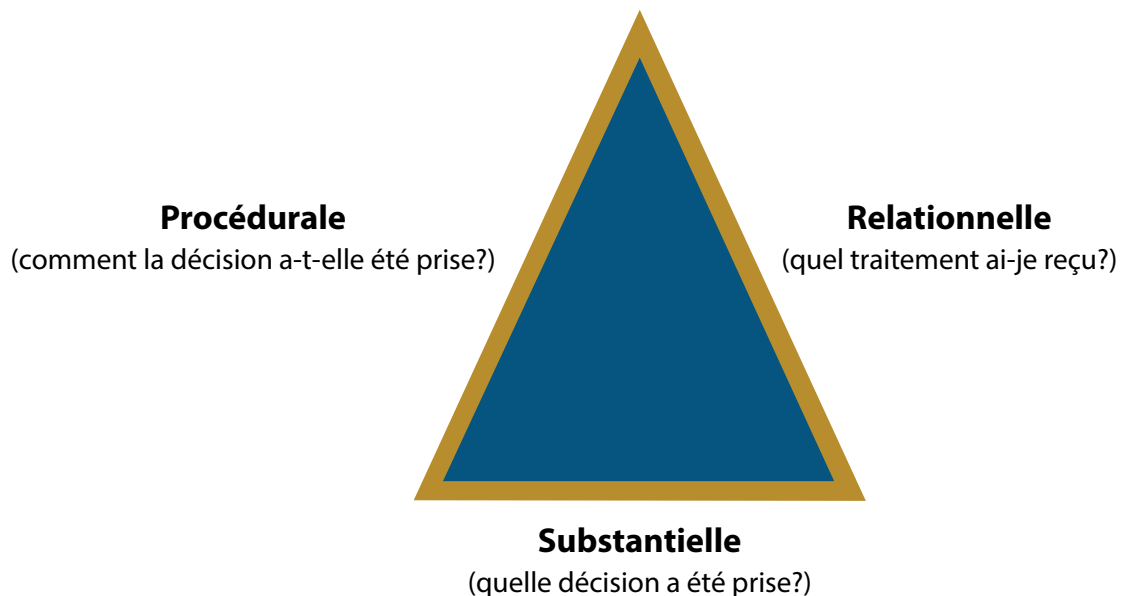 Procédurale
(comment la décision a-t-elle été prise?)
Relationnelle
(quel traitement ai-je reçu?)
Substantielle
(quelle décision a été prise?)